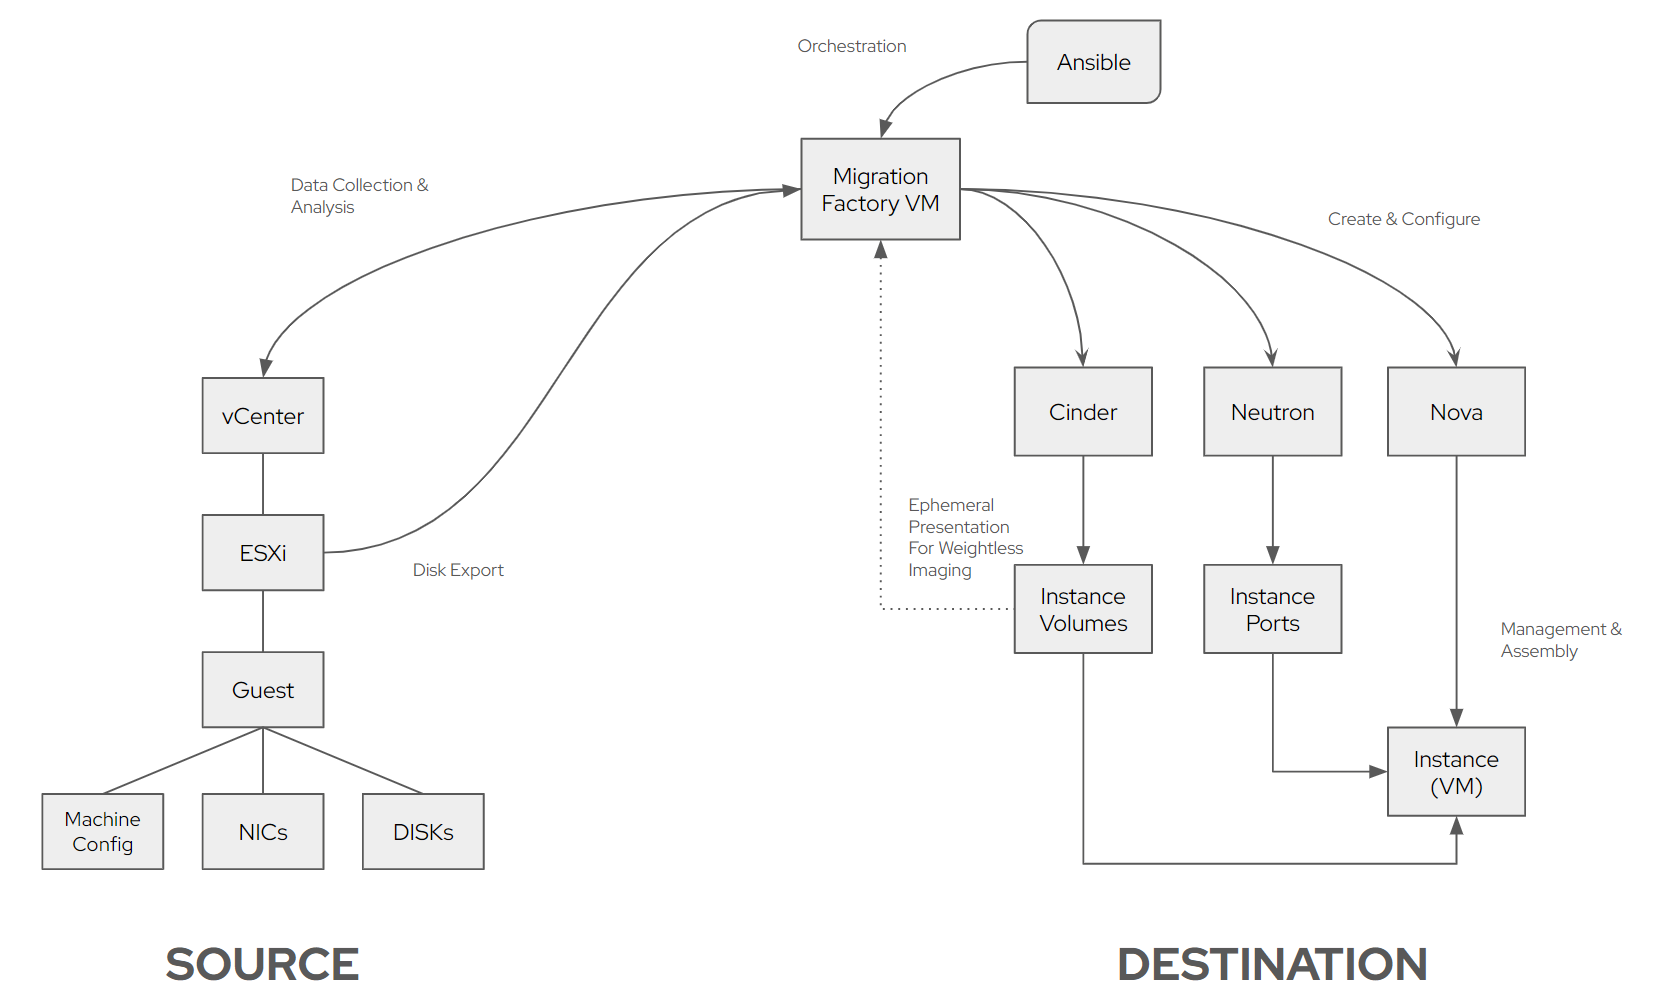 Orchestration
Ansible
Migration
Factory VM
Data Collection &
Analysis
Create & Configure
vCenter
Cinder
Neutron
Nova
ESXi
Disk Export
Ephemeral
Presentation
For Weightless
Imaging
Instance
Volumes
Instance
Ports
Management &
Assembly
Guest
Instance
(VM)
Machine
Config
NICs
DISKs
SOURCE
DESTINATION